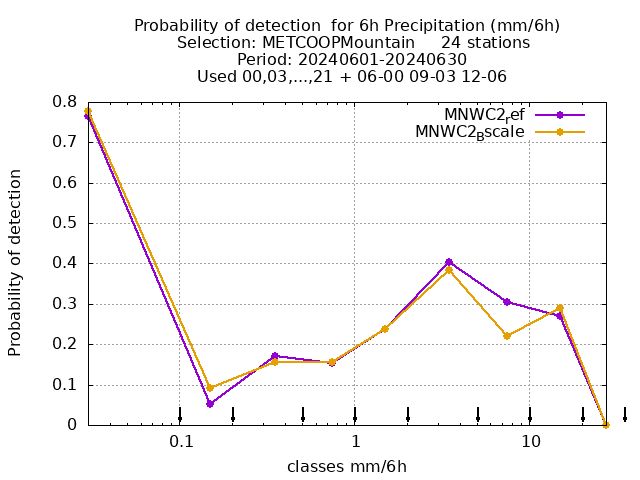 Probability of detection  for 6h Precipitation (mm/6h)
Selection: METCOOPMountain     24 stations
Period: 20240601-20240630
Used 00,03,...,21 + 06-00 09-03 12-06
MNWC2ref
MNWC2Bscale
0.8
0.7
0.6
0.5
0.4
0.3
0.2
0.1
0
Probability of detection
0.1 1 10
classes mm/6h